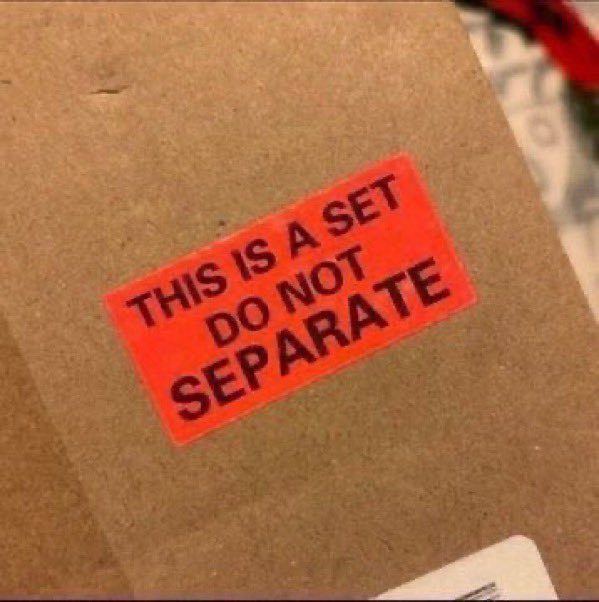 THIS IS A SET
DO NOT
SEPARATE